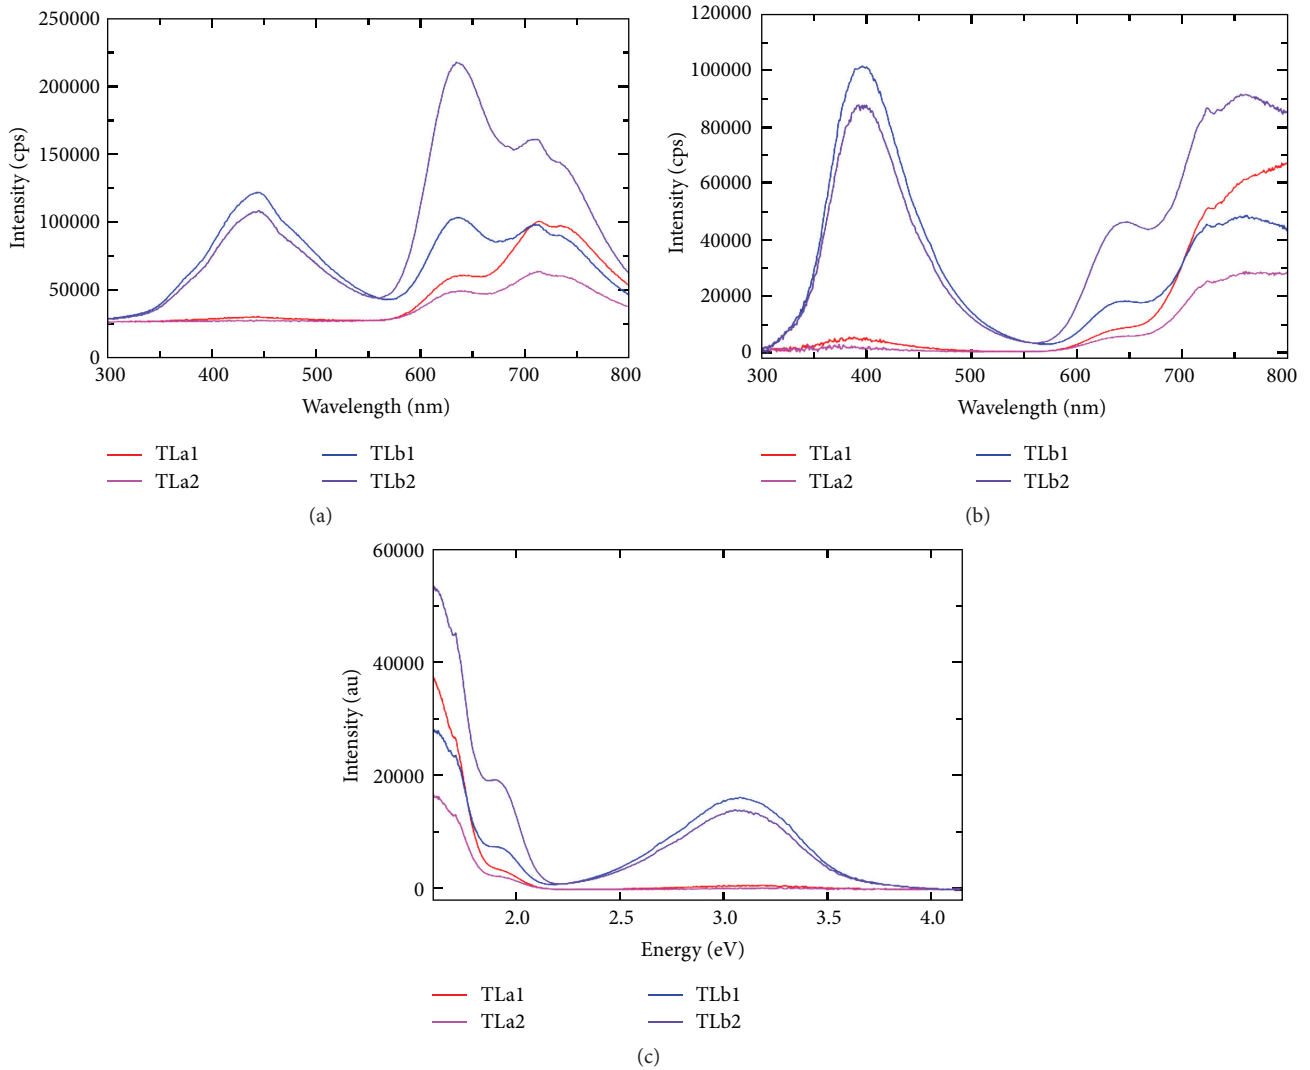 250000
200000
150000
100000
50000
0
Intensity (cps)
300 400 500 600 700 800
Wavelength (nm)
TLa1 TLb1
TLa2 TLb2
(a)
120000
100000
80000
60000
40000
20000
0
Intensity (cps)
300 400 500 600 700 800
Wavelength (nm)
TLa1 TLb1
TLa2 TLb2
(b)
60000
40000
20000
0
Intensity (au)
2.0 2.5 3.0 3.5 4.0
Energy (eV)
TLa1 TLb1
TLa2 TLb2
(c)